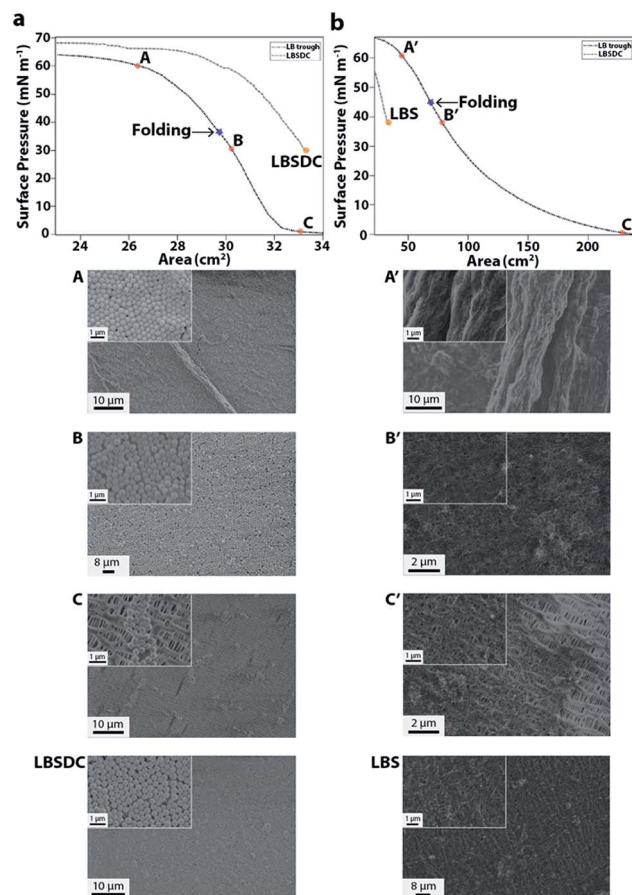 a
b
70
60
50
40
30
20
10
0
Surface Pressure (mN m⁻¹)
24 26 28 30 32 34
Area (cm²)
LB trough
LBSDC
A
Folding
B
LBSDC
C
60
50
40
30
20
10
0
Surface Pressure (mN m⁻¹)
50 100 150 200
Area (cm²)
LB trough
LBSDC
A′
Folding
B′
LBS
C′
A
1 μm
10 μm
A′
1 μm
10 μm
B
1 μm
8 μm
B′
1 μm
2 μm
C
1 μm
10 μm
C′
1 μm
2 μm
LBSDC
1 μm
10 μm
LBS
1 μm
8 μm